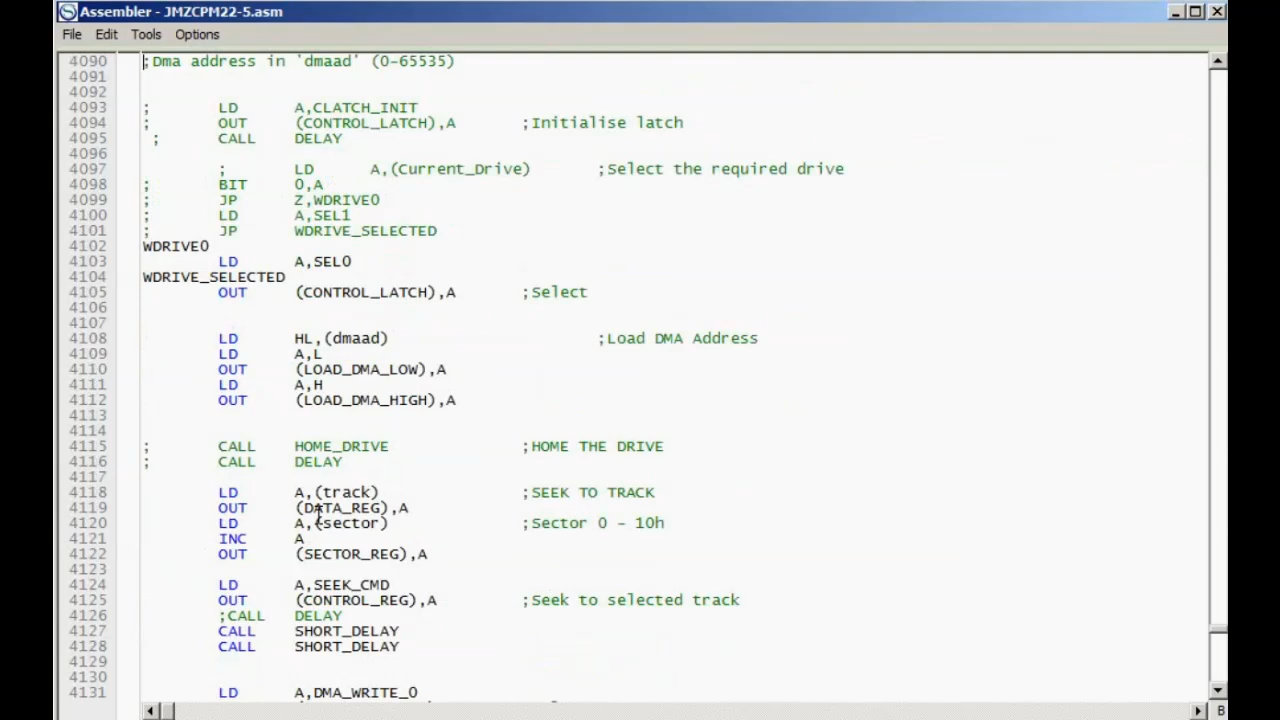 Assembler - JMZCPM22-5.asm
File Edit Tools Options
4090 ;Dma address in 'dmaad' (0-65535)
4091
4092
4093 ; LD A,CLATCH_INIT
4094 ; OUT (CONTROL_LATCH),A ;Initialise latch
4095 ; CALL DELAY
4096
4097 ; LD A,(Current_Drive) ;Select the required drive
4098 ; BIT 0,A
4099 ; JP Z,WDRIVE0
4100 ; LD A,SEL1
4101 ; JP WDRIVE_SELECTED
4102 WDRIVE0
4103 LD A,SEL0
4104 WDRIVE_SELECTED
4105 OUT (CONTROL_LATCH),A ;Select
4106
4107
4108 LD HL,(dmaad) ;Load DMA Address
4109 LD A,L
4110 OUT (LOAD_DMA_LOW),A
4111 LD A,H
4112 OUT (LOAD_DMA_HIGH),A
4113
4114
4115 ; CALL HOME_DRIVE ;HOME THE DRIVE
4116 ; CALL DELAY
4117
4118 LD A,(track) ;SEEK TO TRACK
4119 OUT (DATA_REG),A
4120 LD A,(sector) ;Sector 0 - 10h
4121 INC A
4122 OUT (SECTOR_REG),A
4123
4124 LD A,SEEK_CMD
4125 OUT (CONTROL_REG),A ;Seek to selected track
4126 ;CALL DELAY
4127 CALL SHORT_DELAY
4128 CALL SHORT_DELAY
4129
4130
4131 LD A,DMA_WRITE_0
B